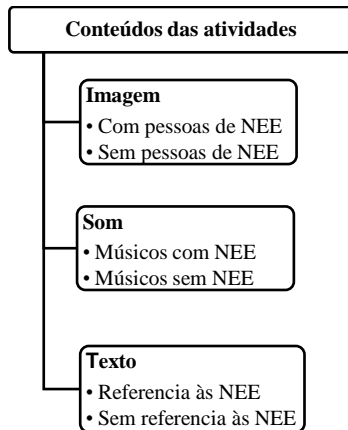 Conteúdos das atividades
Imagem
• Com pessoas de NEE
• Sem pessoas de NEE
Som
• Músicos com NEE
• Músicos sem NEE
Texto
• Referencia às NEE
• Sem referencia às NEE